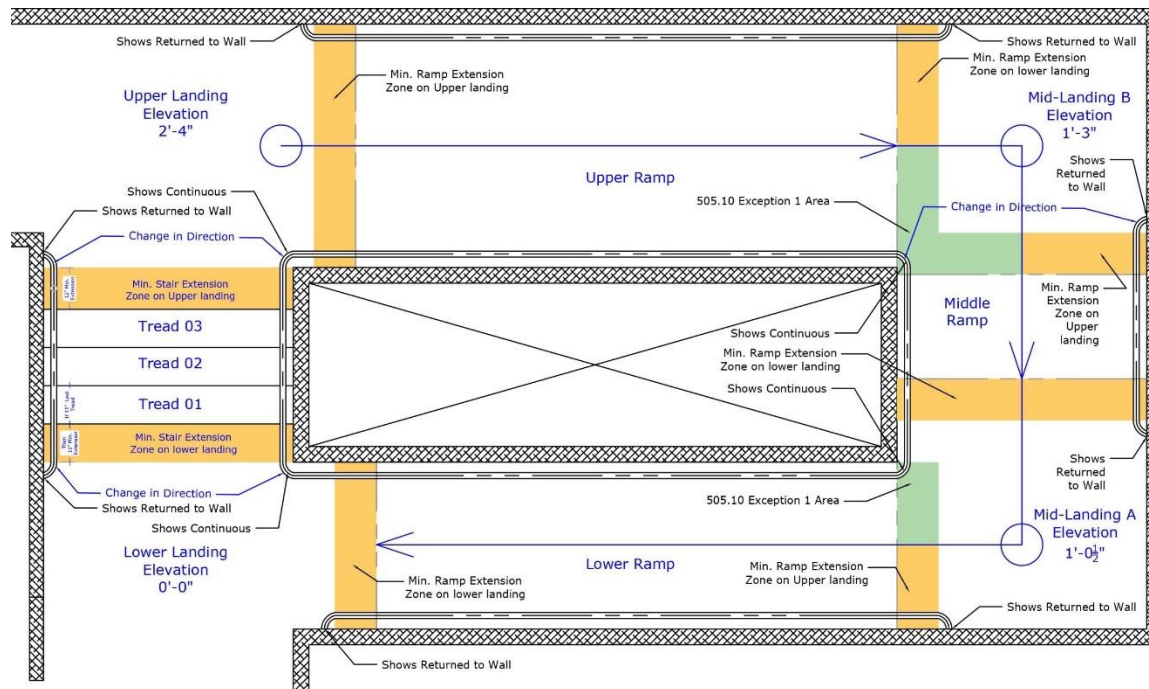 Shows Returned to Wall
Shows Returned to Wall
Min. Ramp Extension
Zone on Upper landing
Min. Ramp Extension
Zone on lower landing
Upper Landing
Elevation
2'-4"
Mid-Landing B
Elevation
1'-3"
Shows
Returned
to Wall
Upper Ramp
Shows Continuous
Shows Returned to Wall
505.10 Exception 1 Area
Change in Direction
Change in Direction
12" Min.
Extension
Min. Stair Extension
Zone on Upper landing
Min. Ramp
Extension
Zone on
Upper
landing
Middle
Ramp
Tread 03
Shows Continuous
Tread 02
Min. Ramp Extension
Zone on lower landing
Shows Continuous
Tread 01
Min. Stair Extension
Zone on lower landing
Shows
Returned
to Wall
Change in Direction
Shows Returned to Wall
505.10 Exception 1 Area
Shows Continuous
Mid-Landing A
Elevation
1'-0½"
Lower Landing
Elevation
0'-0"
Min. Ramp Extension
Zone on lower landing
Lower Ramp
Min. Ramp Extension
Zone on Upper landing
Shows Returned to Wall
Shows Returned to Wall